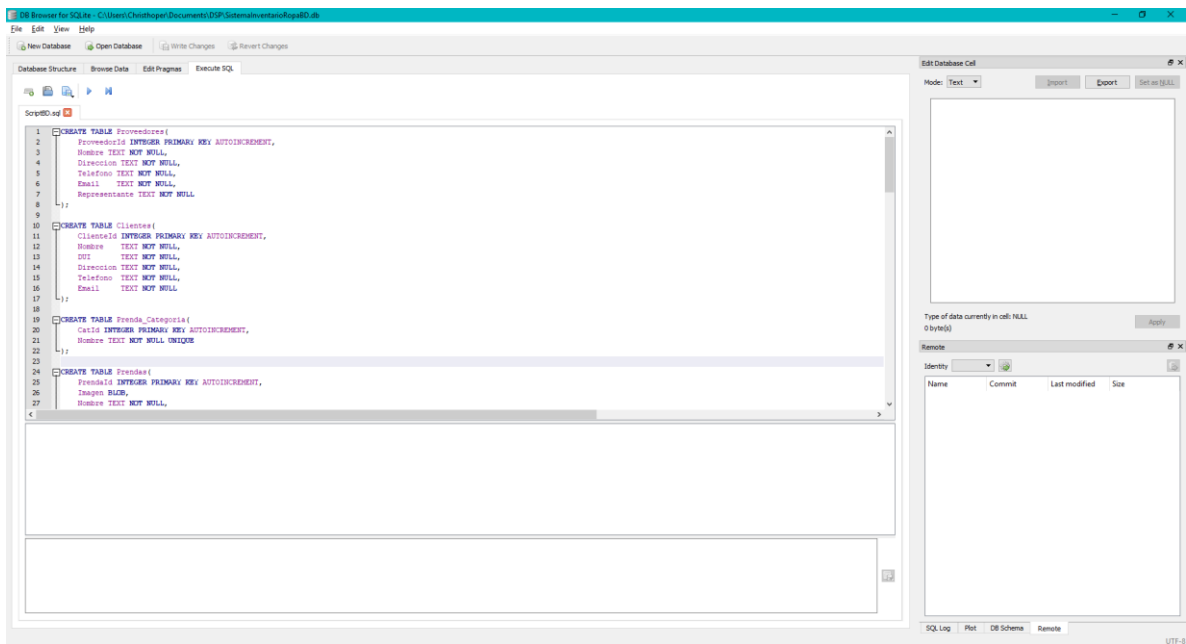 DB Browser for SQLite - C:\Users\Christhoper\Documents\DSP\SistemaInventarioRopaBD.db
File Edit View Help
New Database Open Database Write Changes Revert Changes
Database Structure Browse Data Edit Pragmas Execute SQL
ScriptBD.sql
1 CREATE TABLE Proveedores(
2 ProveedorId INTEGER PRIMARY KEY AUTOINCREMENT,
3 Nombre TEXT NOT NULL,
4 Direccion TEXT NOT NULL,
5 Telefono TEXT NOT NULL,
6 Email TEXT NOT NULL,
7 Representante TEXT NOT NULL
8 );
9
10 CREATE TABLE Clientes(
11 ClienteId INTEGER PRIMARY KEY AUTOINCREMENT,
12 Nombre TEXT NOT NULL,
13 DUI TEXT NOT NULL,
14 Direccion TEXT NOT NULL,
15 Telefono TEXT NOT NULL,
16 Email TEXT NOT NULL
17 );
18
19 CREATE TABLE Prenda_Categoria(
20 CatId INTEGER PRIMARY KEY AUTOINCREMENT,
21 Nombre TEXT NOT NULL UNIQUE
22 );
23
24 CREATE TABLE Prendas(
25 PrendaId INTEGER PRIMARY KEY AUTOINCREMENT,
26 Imagen BLOB,
27 Nombre TEXT NOT NULL,
Edit Database Cell
Mode: Text Import Export Set as NULL
Type of data currently in cell: NULL
0 byte(s)
Apply
Remote
Identity
Name Commit Last modified Size
SQL Log Plot DB Schema Remote
UTF-8